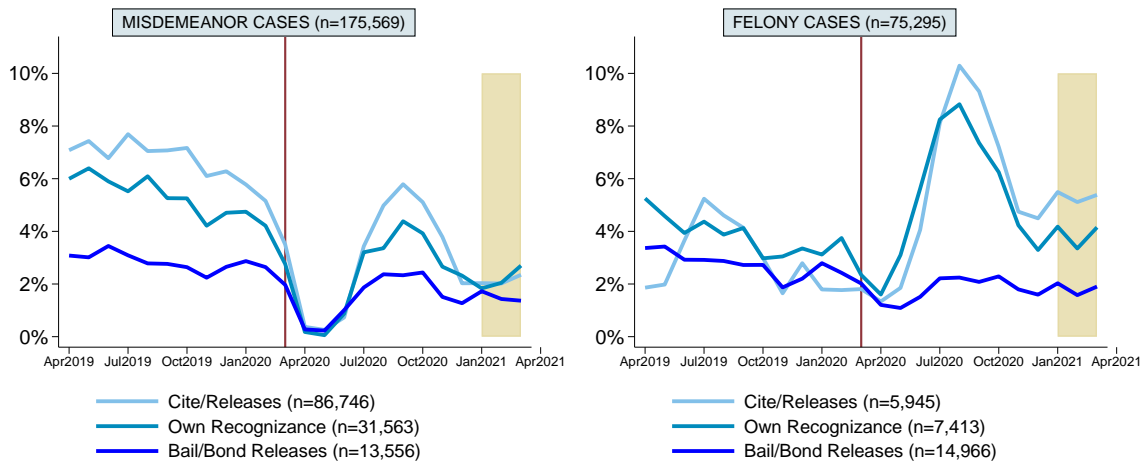 MISDEMEANOR CASES (n=175,569)
10%
8%
6%
4%
2%
0%
Apr2019 Jul2019 Oct2019 Jan2020 Apr2020 Jul2020 Oct2020 Jan2021 Apr2021
Cite/Releases (n=86,746)
Own Recognizance (n=31,563)
Bail/Bond Releases (n=13,556)
FELONY CASES (n=75,295)
10%
8%
6%
4%
2%
0%
Apr2019 Jul2019 Oct2019 Jan2020 Apr2020 Jul2020 Oct2020 Jan2021 Apr2021
Cite/Releases (n=5,945)
Own Recognizance (n=7,413)
Bail/Bond Releases (n=14,966)